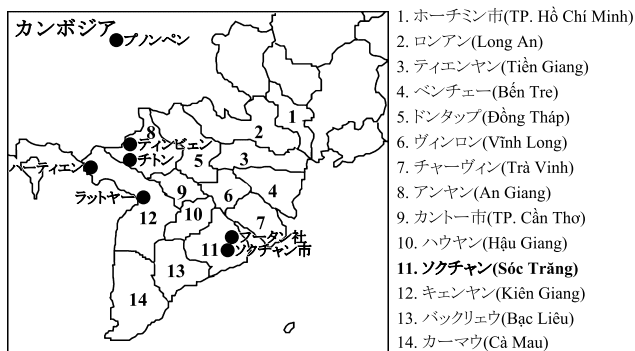 カンボジア
プノンペン
ティンビェン
チトン
ハーティエン
ラットヤー
フータン社
ソクチャン市
1
2
3
4
5
6
7
8
9
10
11
12
13
14
1. ホーチミン市(TP. Hồ Chí Minh)
2. ロンアン(Long An)
3. ティエンヤン(Tiền Giang)
4. ベンチェー(Bến Tre)
5. ドンタップ(Đồng Tháp)
6. ヴィンロン(Vĩnh Long)
7. チャーヴィン(Trà Vinh)
8. アンヤン(An Giang)
9. カントー市(TP. Cần Thơ)
10. ハウヤン(Hậu Giang)
11. ソクチャン(Sóc Trăng)
12. キェンヤン(Kiên Giang)
13. バックリェウ(Bạc Liêu)
14. カーマウ(Cà Mau)